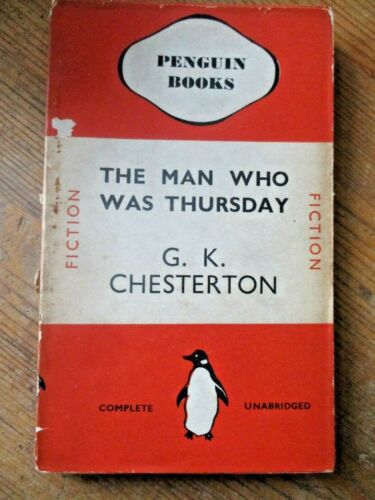 PENGUIN
BOOKS
THE MAN WHO
WAS THURSDAY
G. K.
CHESTERTON
FICTION
FICTION
COMPLETE UNABRIDGED